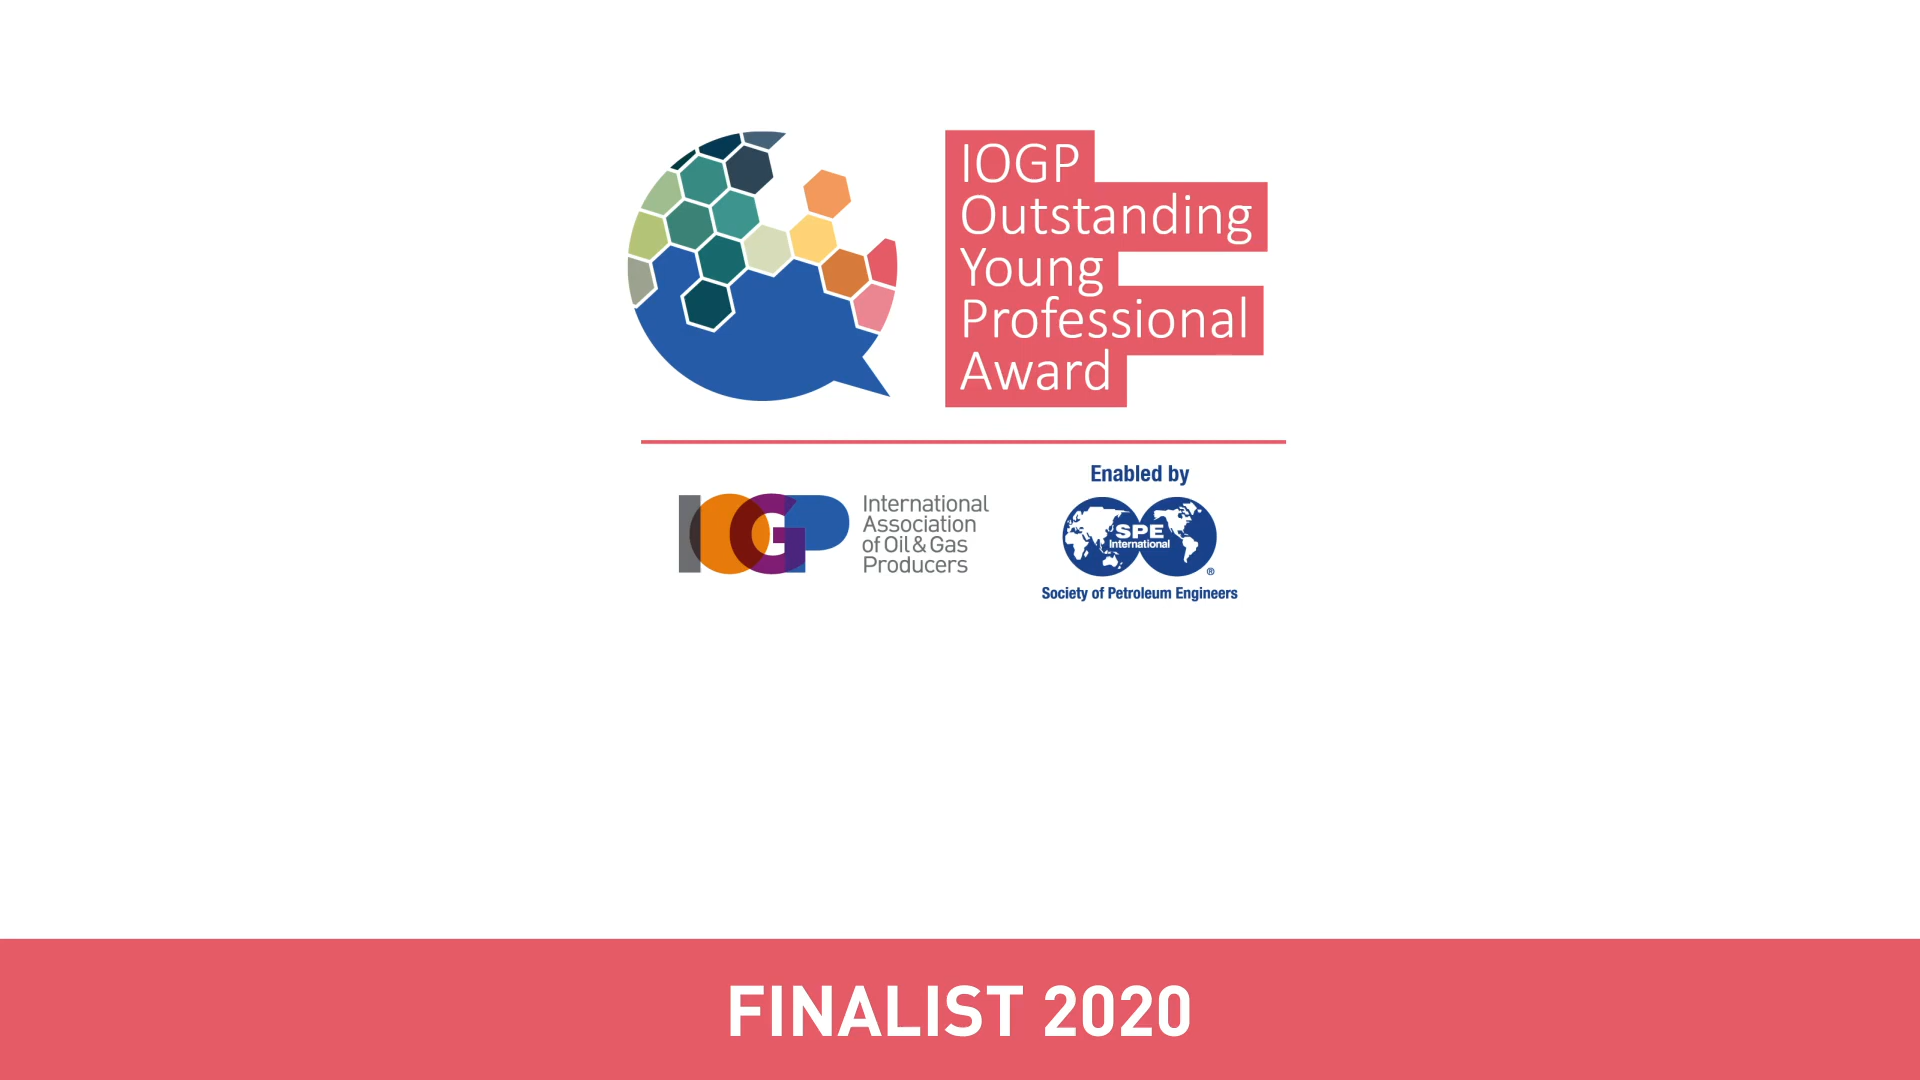 IOGP
Outstanding
Young
Professional
Award
IOGP
International
Association
of Oil & Gas
Producers
Enabled by
SPE
International
®
Society of Petroleum Engineers
FINALIST 2020